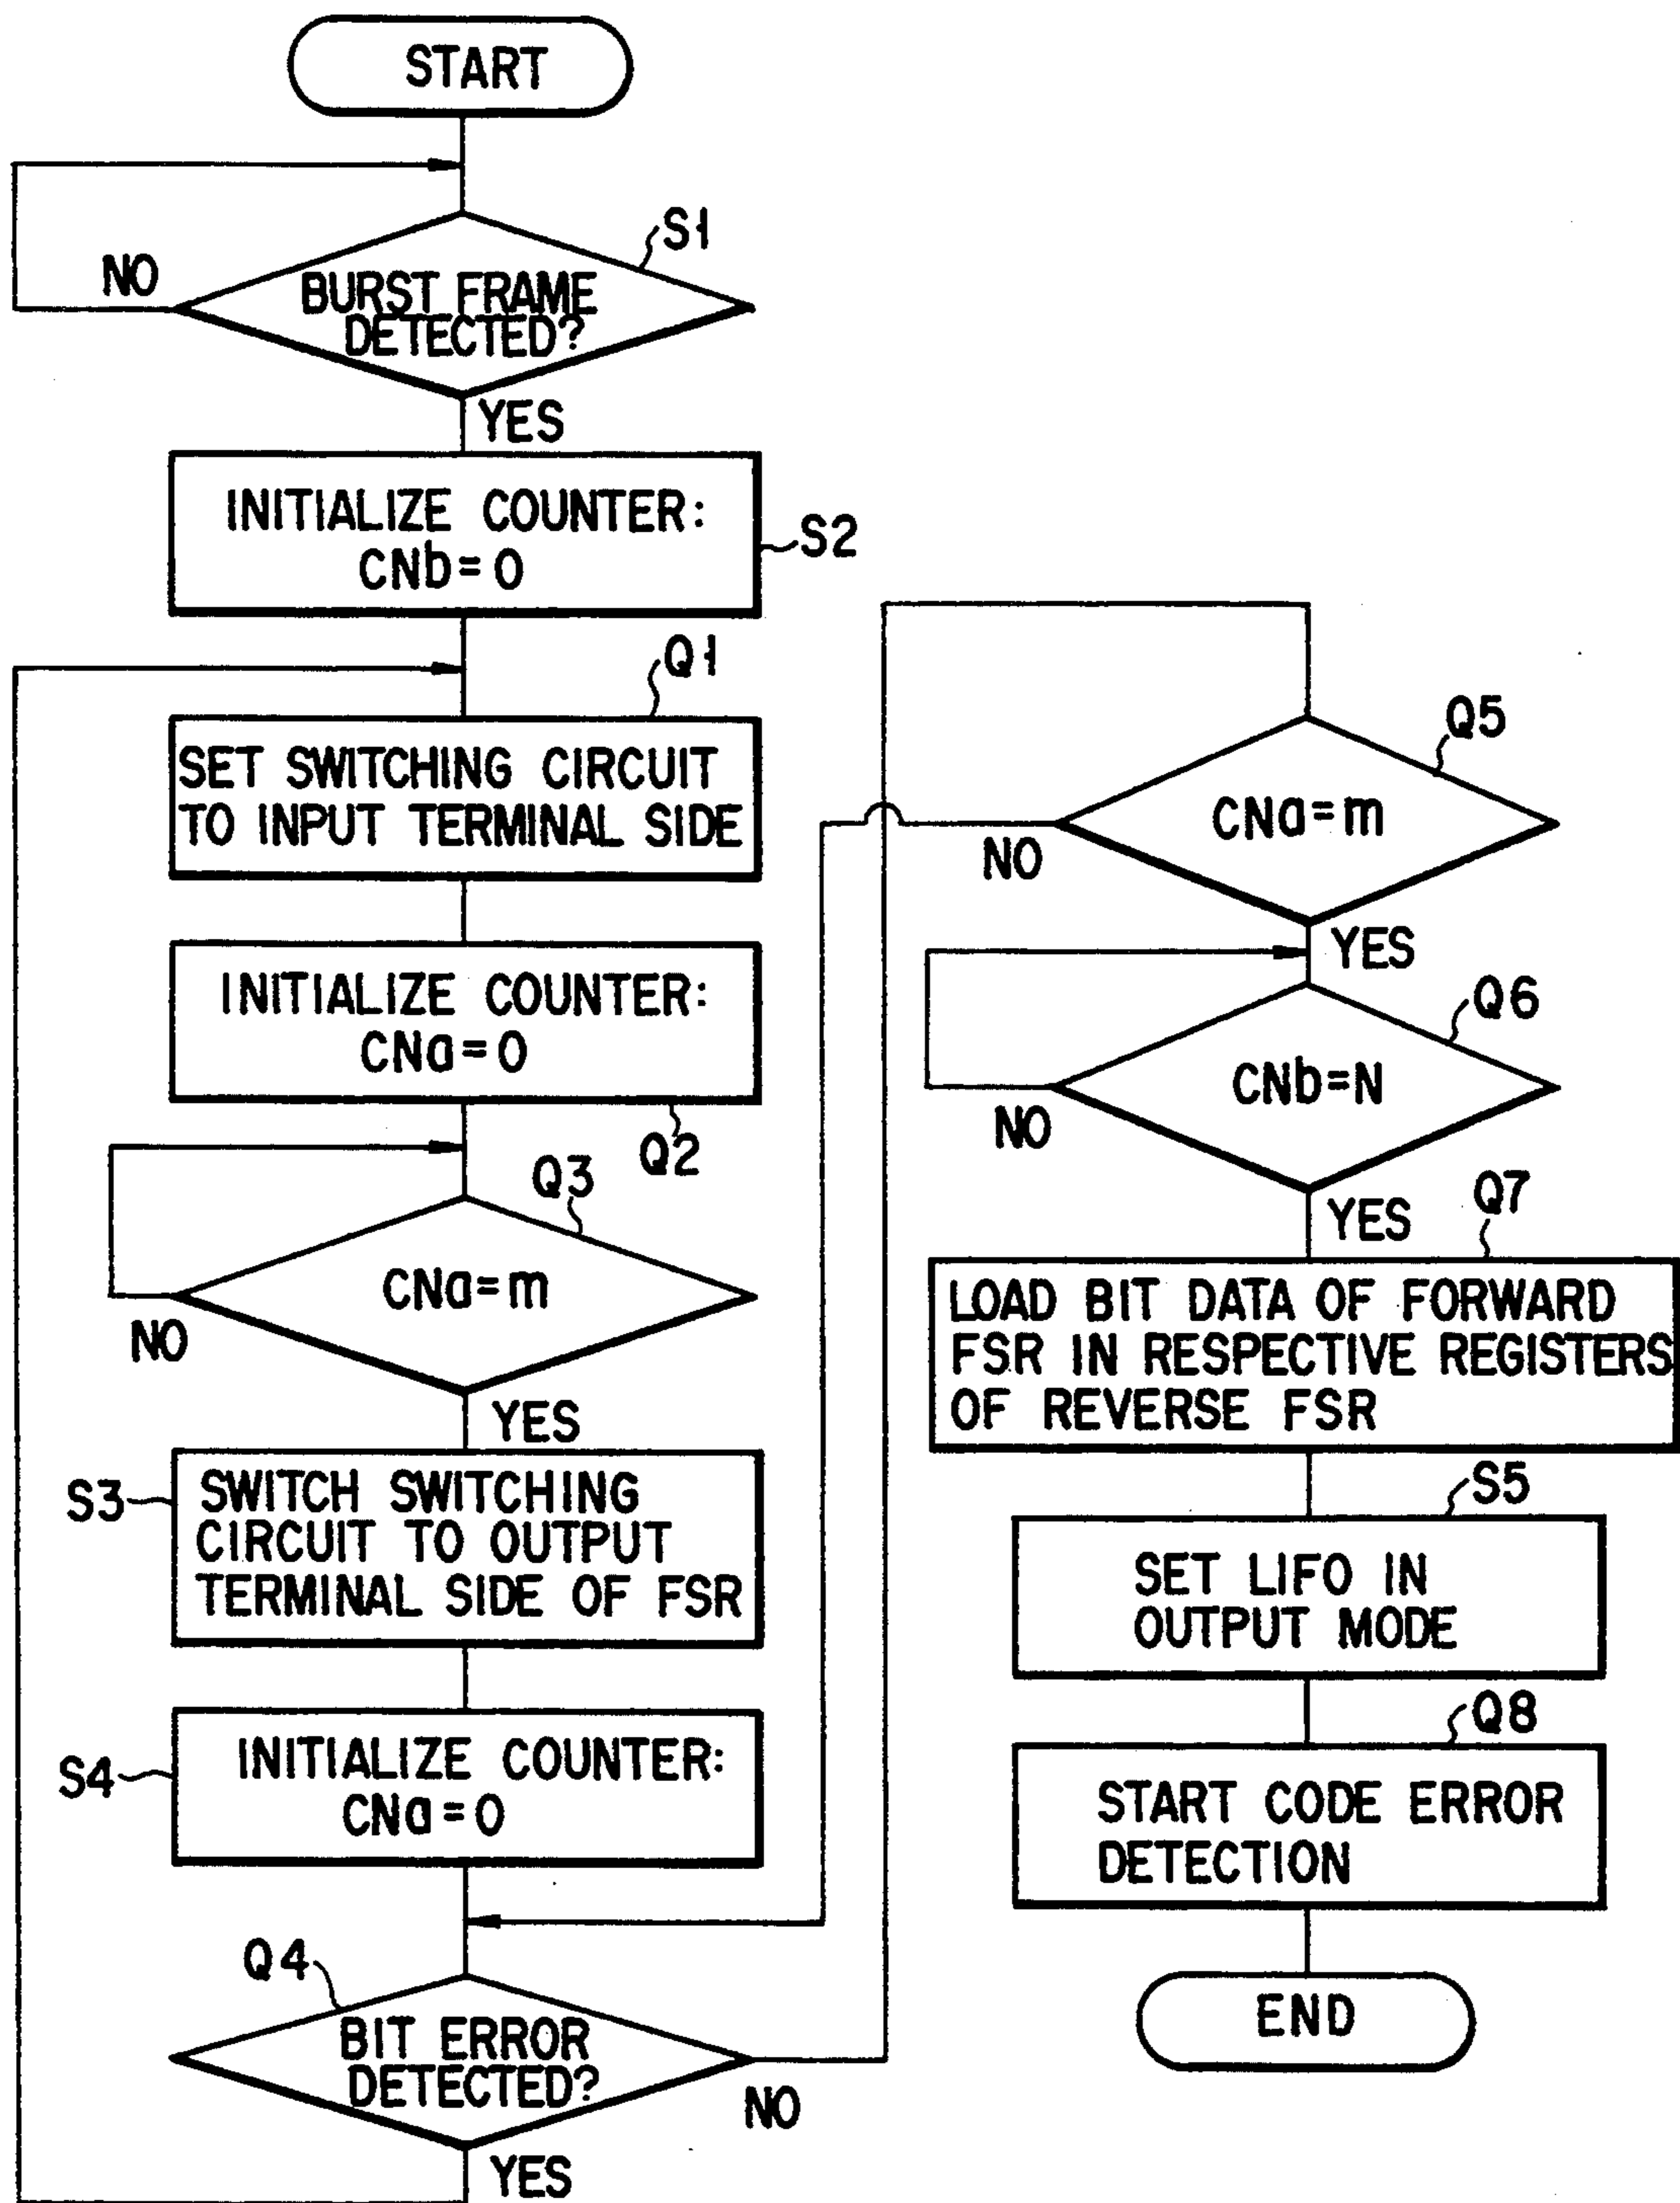 START
S1
NO
BURST FRAME
DETECTED?
YES
INITIALIZE COUNTER:
CNb=0
S2
Q1
SET SWITCHING CIRCUIT
TO INPUT TERMINAL SIDE
INITIALIZE COUNTER:
CNa=0
Q2
Q3
CNa=m
NO
YES
S3
SWITCH SWITCHING
CIRCUIT TO OUTPUT
TERMINAL SIDE OF FSR
S4
INITIALIZE COUNTER:
CNa=0
Q4
BIT ERROR
DETECTED?
NO
YES
Q5
CNa=m
NO
YES
Q6
CNb=N
NO
YES
Q7
LOAD BIT DATA OF FORWARD
FSR IN RESPECTIVE REGISTERS
OF REVERSE FSR
S5
SET LIFO IN
OUTPUT MODE
Q8
START CODE ERROR
DETECTION
END